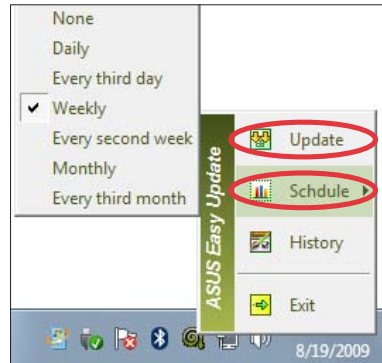 None
Daily
Every third day
Weekly
Every second week
Monthly
Every third month
ASUS Easy Update
Update
Schdule
History
Exit
8/19/2009